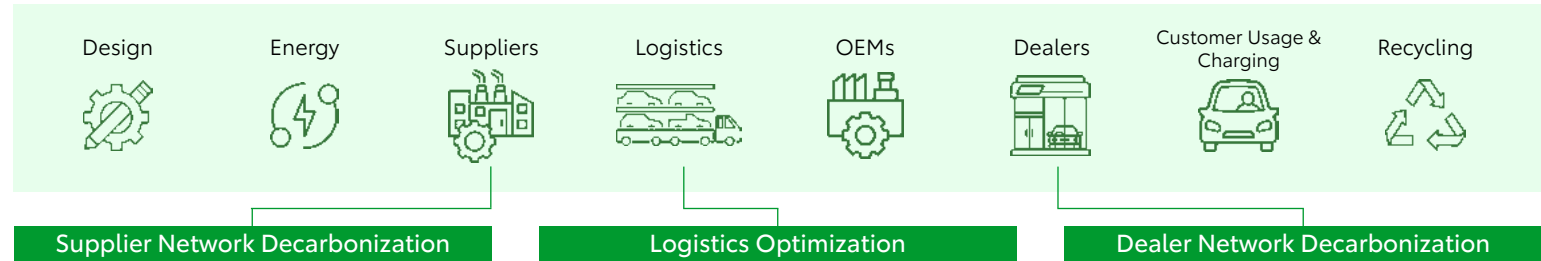 Design
Energy
Suppliers
Logistics
OEMs
Dealers
Customer Usage &
Charging
Recycling
Supplier Network Decarbonization
Logistics Optimization
Dealer Network Decarbonization